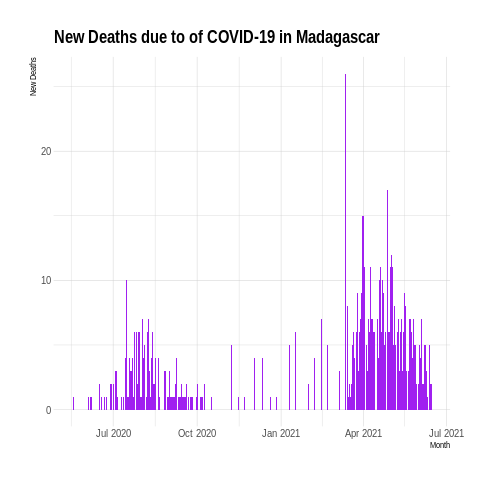 New Deaths due to of COVID-19 in Madagascar
New Deaths
20
10
0
Jul 2020 Oct 2020 Jan 2021 Apr 2021 Jul 2021
Month